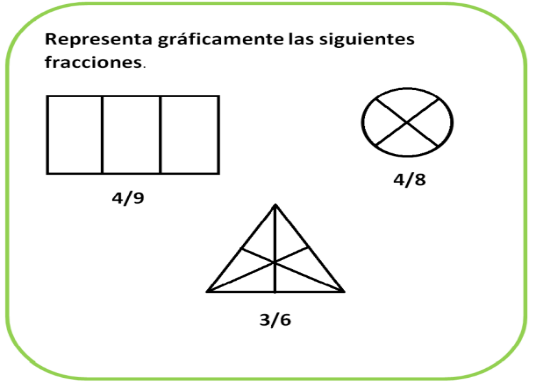 Representa gráficamente las siguientes
fracciones.
4/9
4/8
3/6